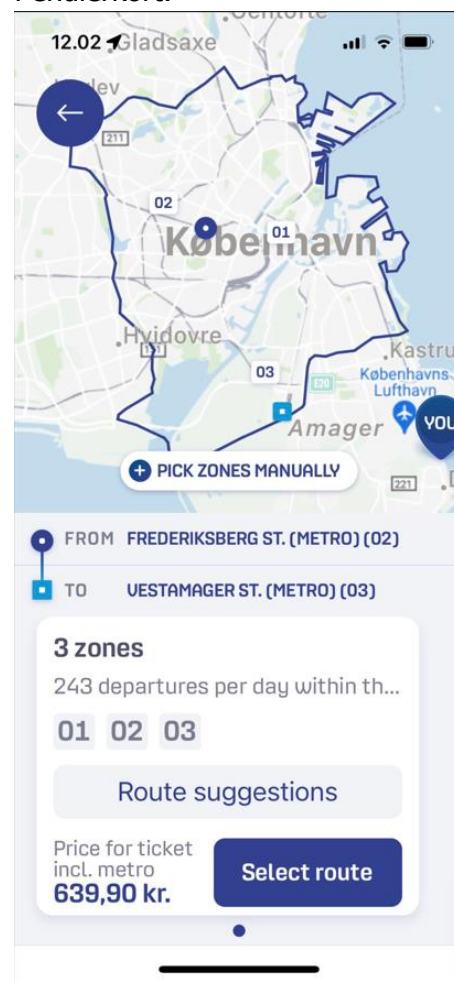 Pendlerkort.
12.02
Gladsaxe
211
02
01
København
Hvidovre
03
E20
Kastru
Københavns
Lufthavn
Amager
YOU
221
PICK ZONES MANUALLY
FROM FREDERIKSBERG ST. (METRO) (02)
TO VESTAMAGER ST. (METRO) (03)
3 zones
243 departures per day within th...
01 02 03
Route suggestions
Price for ticket
incl. metro
639,90 kr.
Select route